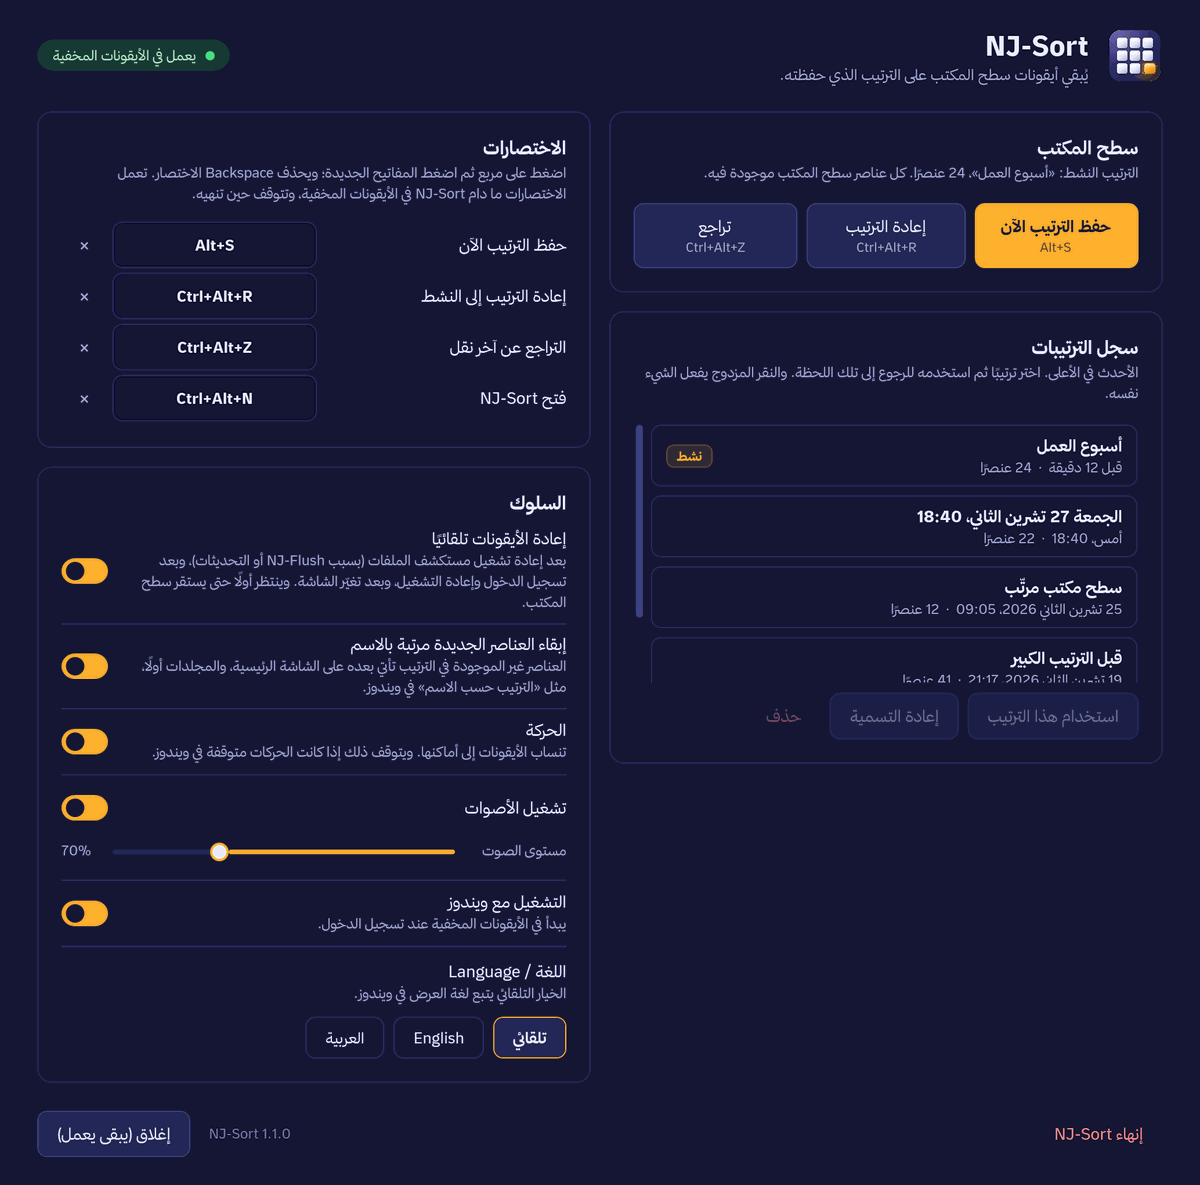 NJ-Sort
يُبقي أيقونات سطح المكتب على الترتيب الذي حفظته.
يعمل في الأيقونات المخفية
سطح المكتب
الترتيب النشط: «أسبوع العمل»، 24 عنصرًا. كل عناصر سطح المكتب موجودة فيه.
حفظ الترتيب الآن
Alt+S
إعادة الترتيب
Ctrl+Alt+R
تراجع
Ctrl+Alt+Z
سجل الترتيبات
الأحدث في الأعلى. اختر ترتيبًا ثم استخدمه للرجوع إلى تلك اللحظة. والنقر المزدوج يفعل الشيء
نفسه.
أسبوع العمل
قبل 12 دقيقة · 24 عنصرًا
نشط
الجمعة 27 تشرين الثاني، 18:40
أمس، 18:40 · 22 عنصرًا
سطح مكتب مرتّب
25 تشرين الثاني 2026، 09:05 · 12 عنصرًا
قبل الترتيب الكبير
19 تشرين الثاني 2026، 21:17 · 41 عنصرًا
استخدام هذا الترتيب
إعادة التسمية
حذف
الاختصارات
اضغط على مربع ثم اضغط المفاتيح الجديدة؛ ويحذف Backspace الاختصار. تعمل
الاختصارات ما دام NJ-Sort في الأيقونات المخفية، وتتوقف حين تنهيه.
حفظ الترتيب الآن
Alt+S
×
إعادة الترتيب إلى النشط
Ctrl+Alt+R
×
التراجع عن آخر نقل
Ctrl+Alt+Z
×
فتح NJ-Sort
Ctrl+Alt+N
×
السلوك
إعادة الأيقونات تلقائيًا
بعد إعادة تشغيل مستكشف الملفات (بسبب NJ-Flush أو التحديثات)، وبعد
تسجيل الدخول وإعادة التشغيل، وبعد تغيّر الشاشة. وينتظر أولًا حتى يستقر سطح
المكتب.
إبقاء العناصر الجديدة مرتبة بالاسم
العناصر غير الموجودة في الترتيب تأتي بعده على الشاشة الرئيسية، والمجلدات أولًا،
مثل «الترتيب حسب الاسم» في ويندوز.
الحركة
تنساب الأيقونات إلى أماكنها. ويتوقف ذلك إذا كانت الحركات متوقفة في ويندوز.
تشغيل الأصوات
مستوى الصوت
70%
التشغيل مع ويندوز
يبدأ في الأيقونات المخفية عند تسجيل الدخول.
اللغة / Language
الخيار التلقائي يتبع لغة العرض في ويندوز.
تلقائي
English
العربية
إنهاء NJ-Sort
NJ-Sort 1.1.0
إغلاق (يبقى يعمل)